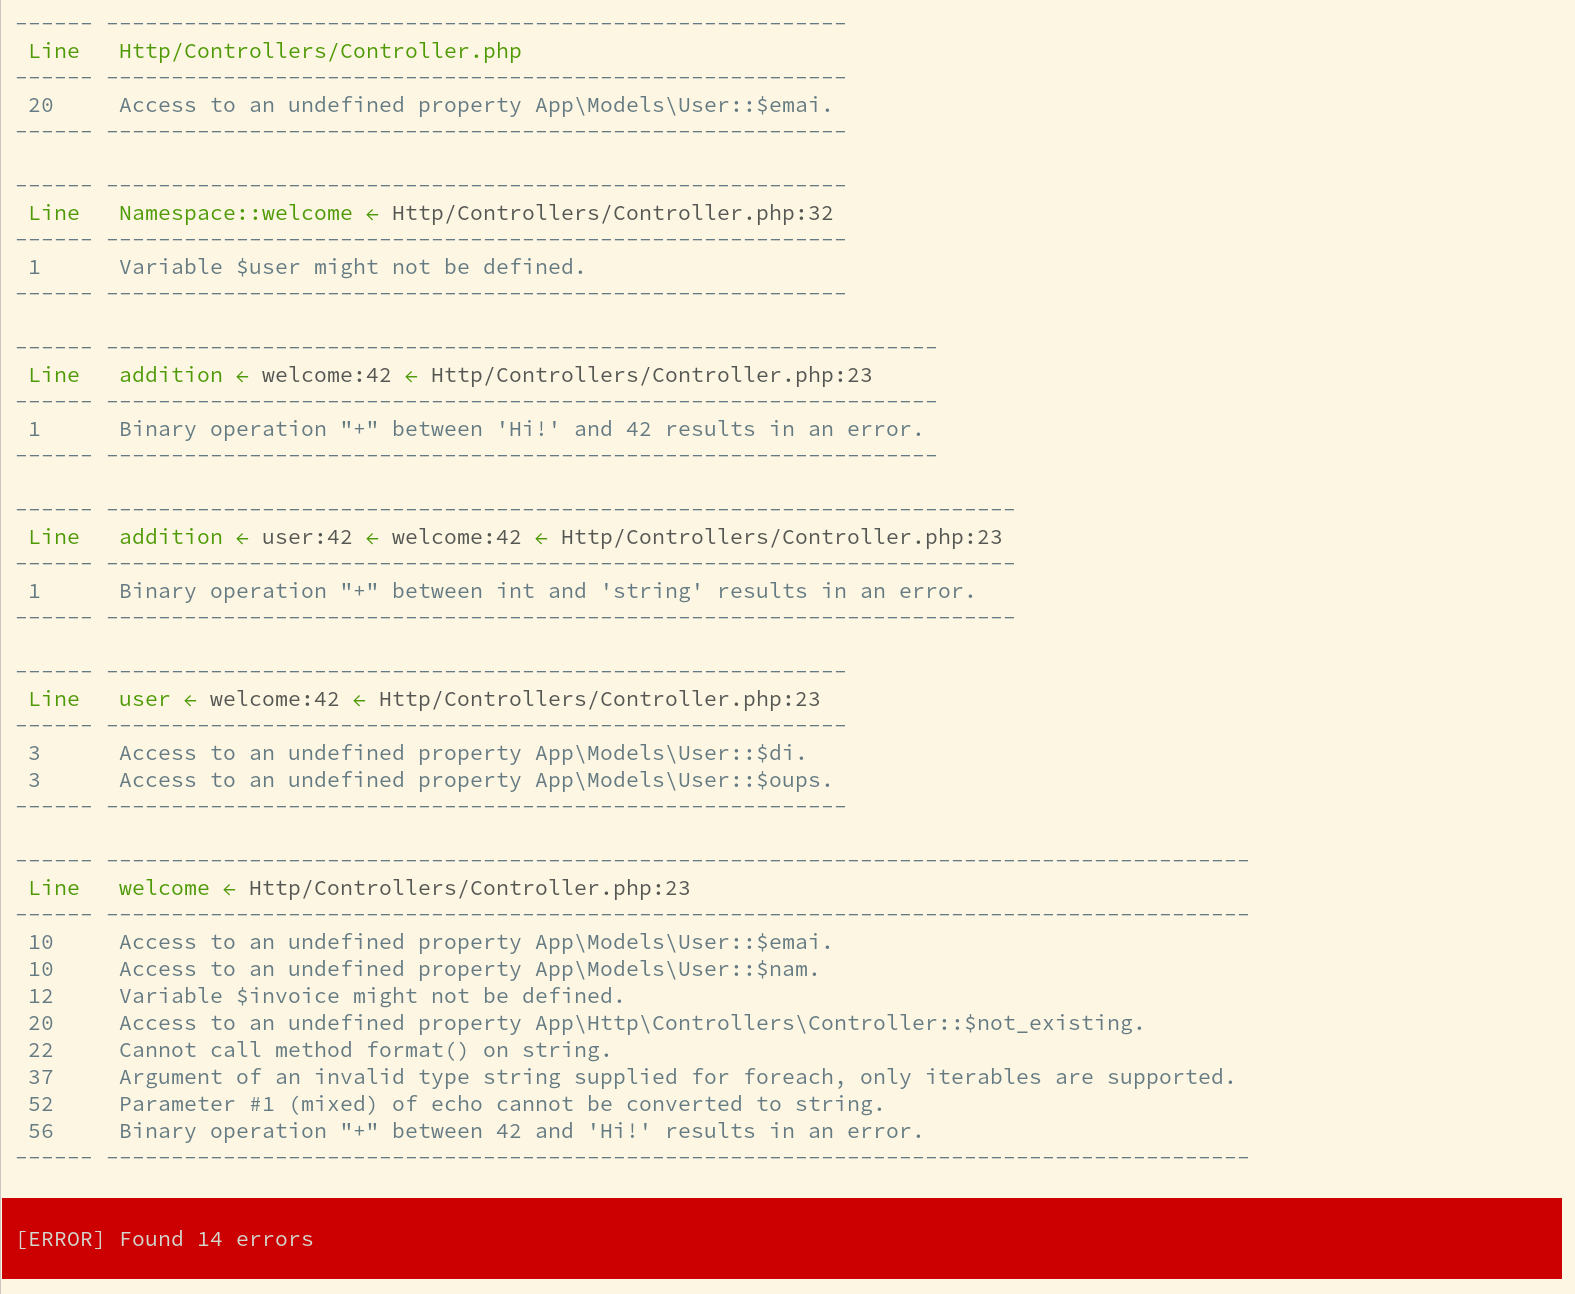 ------ ---------------------------------------------------------
Line Http/Controllers/Controller.php
------ ---------------------------------------------------------
20 Access to an undefined property App\Models\User::$emai.
------ ---------------------------------------------------------
------ ---------------------------------------------------------
Line Namespace::welcome ← Http/Controllers/Controller.php:32
------ ---------------------------------------------------------
1 Variable $user might not be defined.
------ ---------------------------------------------------------
------ ----------------------------------------------------------------
Line addition ← welcome:42 ← Http/Controllers/Controller.php:23
------ ----------------------------------------------------------------
1 Binary operation "+" between 'Hi!' and 42 results in an error.
------ ----------------------------------------------------------------
------ ----------------------------------------------------------------------
Line addition ← user:42 ← welcome:42 ← Http/Controllers/Controller.php:23
------ ----------------------------------------------------------------------
1 Binary operation "+" between int and 'string' results in an error.
------ ----------------------------------------------------------------------
------ ---------------------------------------------------------
Line user ← welcome:42 ← Http/Controllers/Controller.php:23
------ ---------------------------------------------------------
3 Access to an undefined property App\Models\User::$di.
3 Access to an undefined property App\Models\User::$oups.
------ ---------------------------------------------------------
------ ----------------------------------------------------------------------------------------
Line welcome ← Http/Controllers/Controller.php:23
------ ----------------------------------------------------------------------------------------
10 Access to an undefined property App\Models\User::$emai.
10 Access to an undefined property App\Models\User::$nam.
12 Variable $invoice might not be defined.
20 Access to an undefined property App\Http\Controllers\Controller::$not_existing.
22 Cannot call method format() on string.
37 Argument of an invalid type string supplied for foreach, only iterables are supported.
52 Parameter #1 (mixed) of echo cannot be converted to string.
56 Binary operation "+" between 42 and 'Hi!' results in an error.
------ ----------------------------------------------------------------------------------------
[ERROR] Found 14 errors